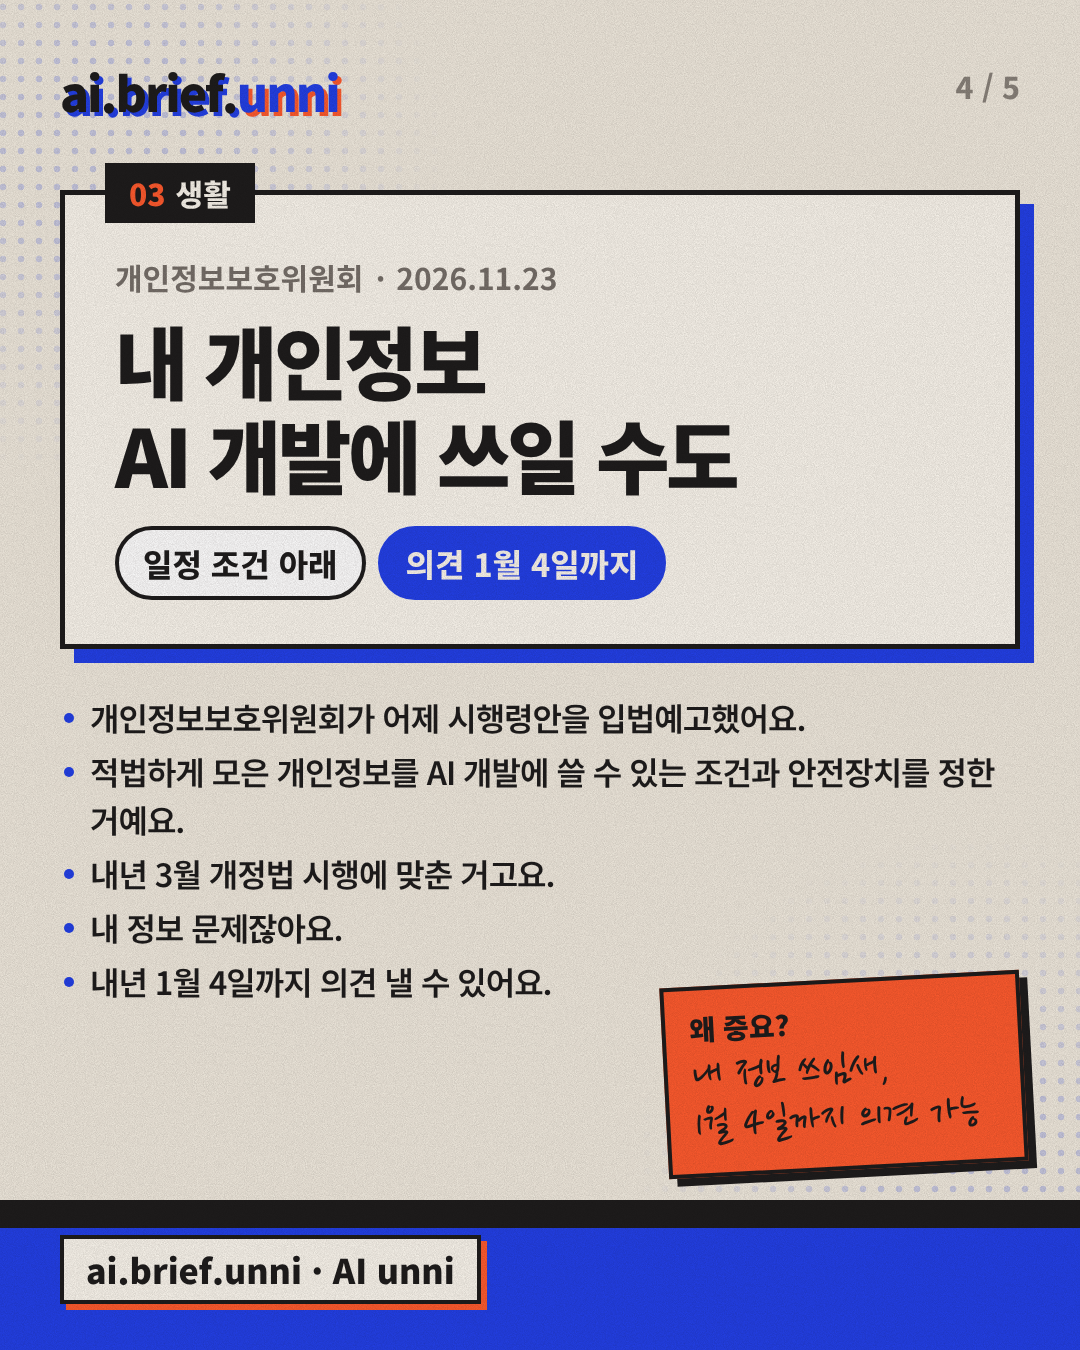 ai.brief.unni
4 / 5
03 생활
개인정보보호위원회 · 2026.11.23
내 개인정보
AI 개발에 쓰일 수도
일정 조건 아래
의견 1월 4일까지
• 개인정보보호위원회가 어제 시행령안을 입법예고했어요.
• 적법하게 모은 개인정보를 AI 개발에 쓸 수 있는 조건과 안전장치를 정한
거예요.
• 내년 3월 개정법 시행에 맞춘 거고요.
• 내 정보 문제잖아요.
• 내년 1월 4일까지 의견 낼 수 있어요.
왜 중요?
내 정보 쓰임새,
1월 4일까지 의견 가능
ai.brief.unni · AI unni